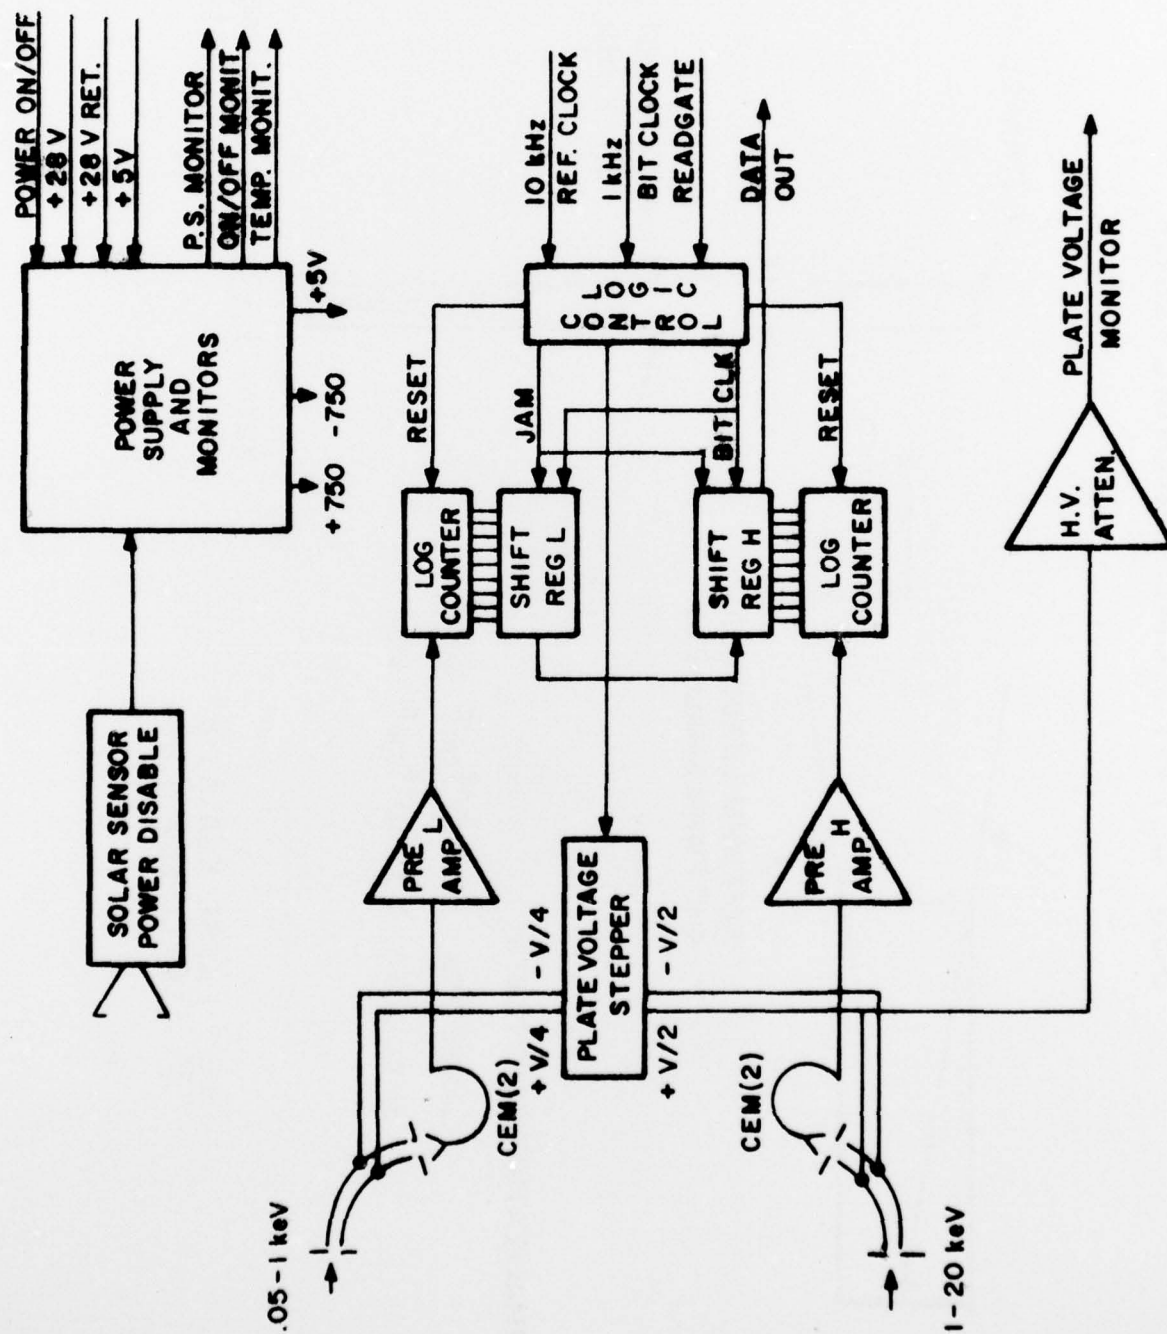 POWER ON/OFF
+28 V
+28 V RET.
+5V
P.S. MONITOR
ON/OFF MONIT
TEMP. MONIT.
POWER
SUPPLY
AND
MONITORS
+5V
-750
+750
SOLAR SENSOR
POWER DISABLE
10 kHz
REF. CLOCK
1 kHz
BIT CLOCK
READGATE
DATA
OUT
LOGIC
CONTROL
RESET
JAM
BIT CLK
RESET
LOG
COUNTER
SHIFT
REG L
SHIFT
REG H
LOG
COUNTER
PRE L
AMP
PRE H
AMP
PLATE VOLTAGE
STEPPER
- V/4
+ V/4
- V/2
+ V/2
CEM(2)
CEM(2)
.05-1 keV
1-20 keV
H.V.
ATTEN.
PLATE VOLTAGE
MONITOR